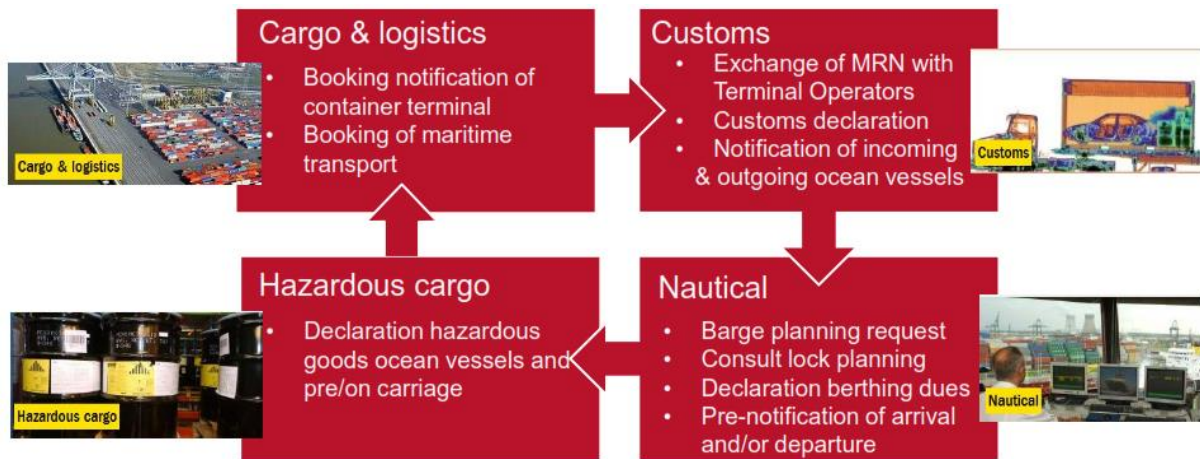 Cargo & logistics
• Booking notification of
container terminal
• Booking of maritime
transport
Cargo & logistics
Customs
• Exchange of MRN with
Terminal Operators
• Customs declaration
• Notification of incoming
& outgoing ocean vessels
Customs
Hazardous cargo
• Declaration hazardous
goods ocean vessels and
pre/on carriage
Hazardous cargo
Nautical
• Barge planning request
• Consult lock planning
• Declaration berthing dues
• Pre-notification of arrival
and/or departure
Nautical